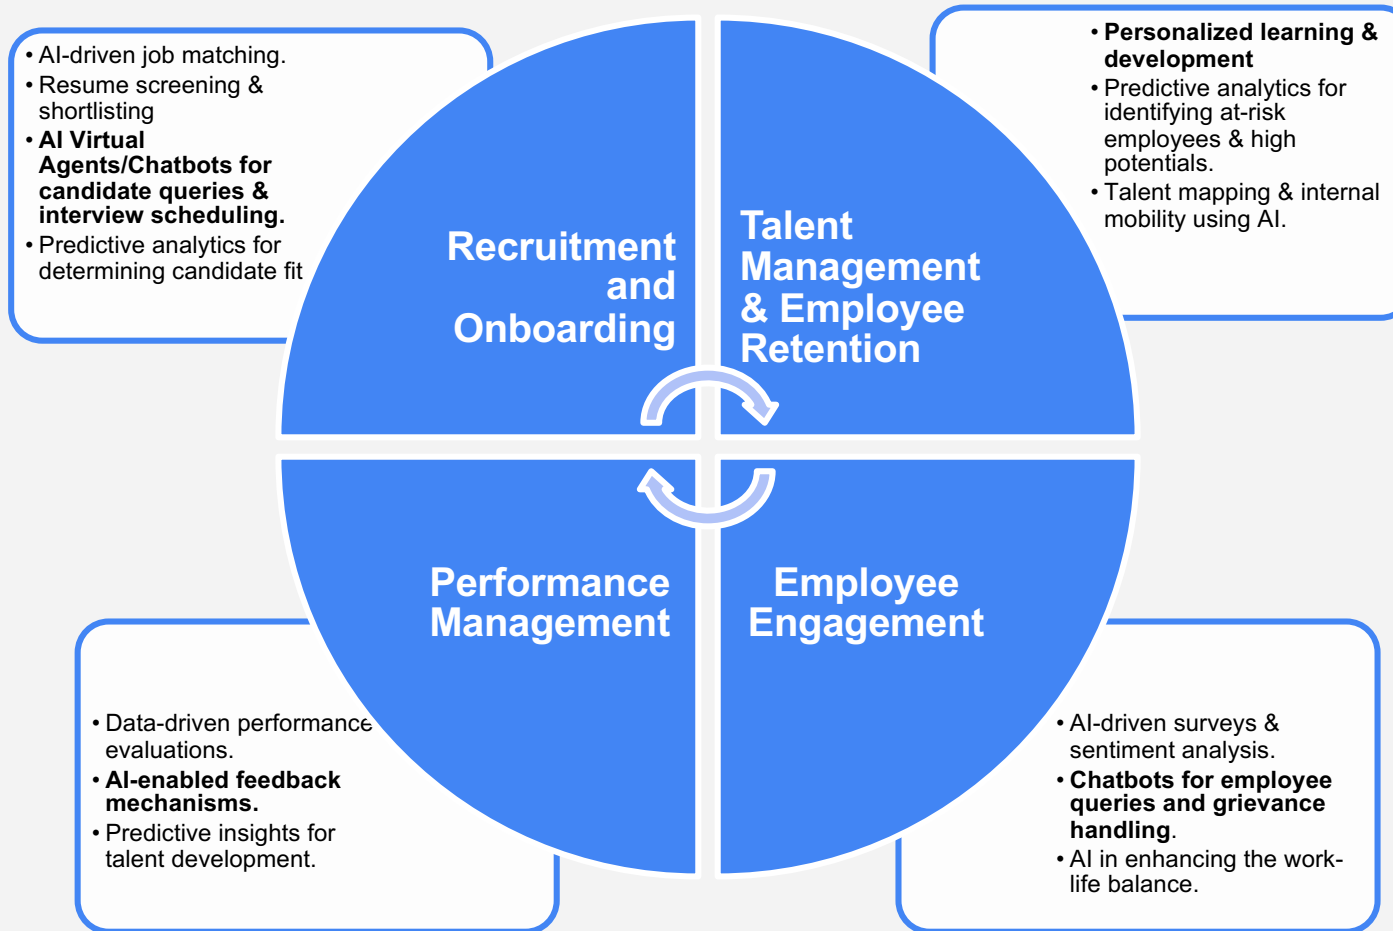 • AI-driven job matching.
• Resume screening &
shortlisting
• AI Virtual
Agents/Chatbots for
candidate queries &
interview scheduling.
• Predictive analytics for
determining candidate fit
Recruitment
and
Onboarding
Talent
Management
& Employee
Retention
• Personalized learning &
development
• Predictive analytics for
identifying at-risk
employees & high
potentials.
• Talent mapping & internal
mobility using AI.
Performance
Management
Employee
Engagement
• Data-driven performance
evaluations.
• AI-enabled feedback
mechanisms.
• Predictive insights for
talent development.
• AI-driven surveys &
sentiment analysis.
• Chatbots for employee
queries and grievance
handling.
• AI in enhancing the work-
life balance.